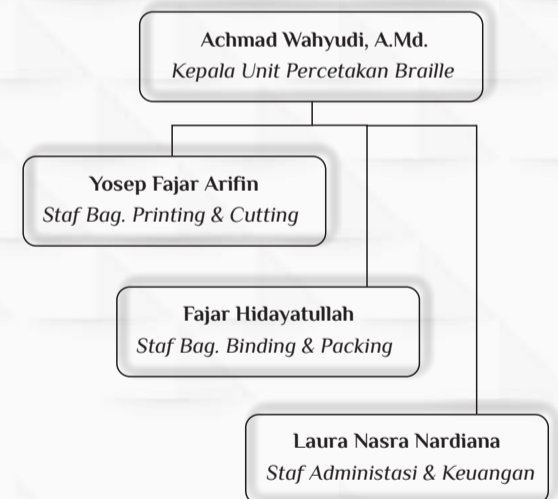 Achmad Wahyudi, A.Md.
Kepala Unit Percetakan Braille
Yosep Fajar Arifin
Staf Bag. Printing & Cutting
Fajar Hidayatullah
Staf Bag. Binding & Packing
Laura Nasra Nardiana
Staf Administasi & Keuangan